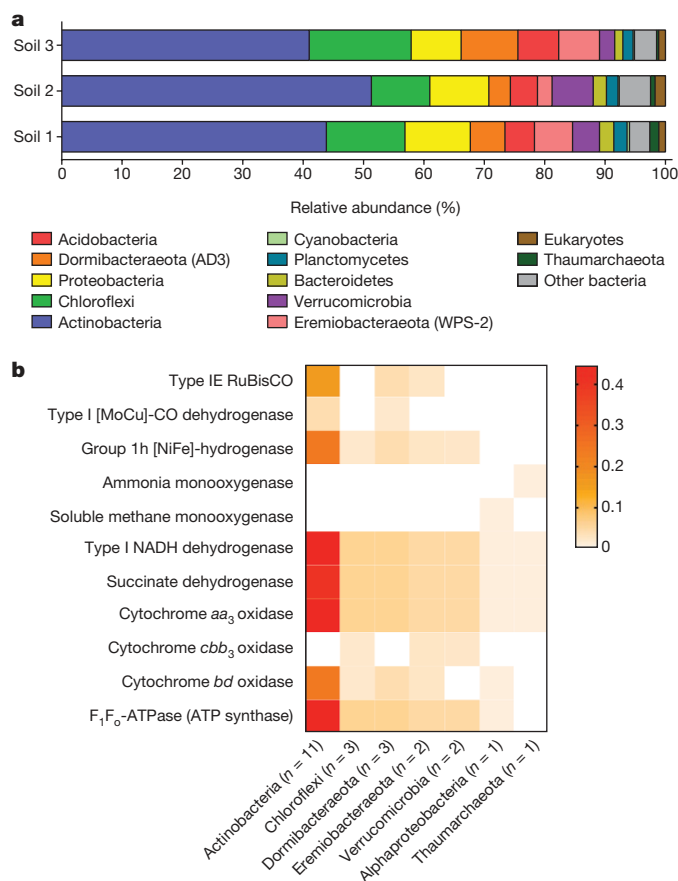 a
Soil 3
Soil 2
Soil 1
0 10 20 30 40 50 60 70 80 90 100
Relative abundance (%)
Acidobacteria
Dormibacteraeota (AD3)
Proteobacteria
Chloroflexi
Actinobacteria
Cyanobacteria
Planctomycetes
Bacteroidetes
Verrucomicrobia
Eremiobacteraeota (WPS-2)
Eukaryotes
Thaumarchaeota
Other bacteria
b
Type IE RuBisCO
Type I [MoCu]-CO dehydrogenase
Group 1h [NiFe]-hydrogenase
Ammonia monooxygenase
Soluble methane monooxygenase
Type I NADH dehydrogenase
Succinate dehydrogenase
Cytochrome aa₃ oxidase
Cytochrome cbb₃ oxidase
Cytochrome bd oxidase
F₁Fₒ-ATPase (ATP synthase)
0.4
0.3
0.2
0.1
0
Actinobacteria (n = 11)
Chloroflexi (n = 3)
Dormibacteraeota (n = 3)
Eremiobacteraeota (n = 2)
Verrucomicrobia (n = 2)
Alphaproteobacteria (n = 1)
Thaumarchaeota (n = 1)